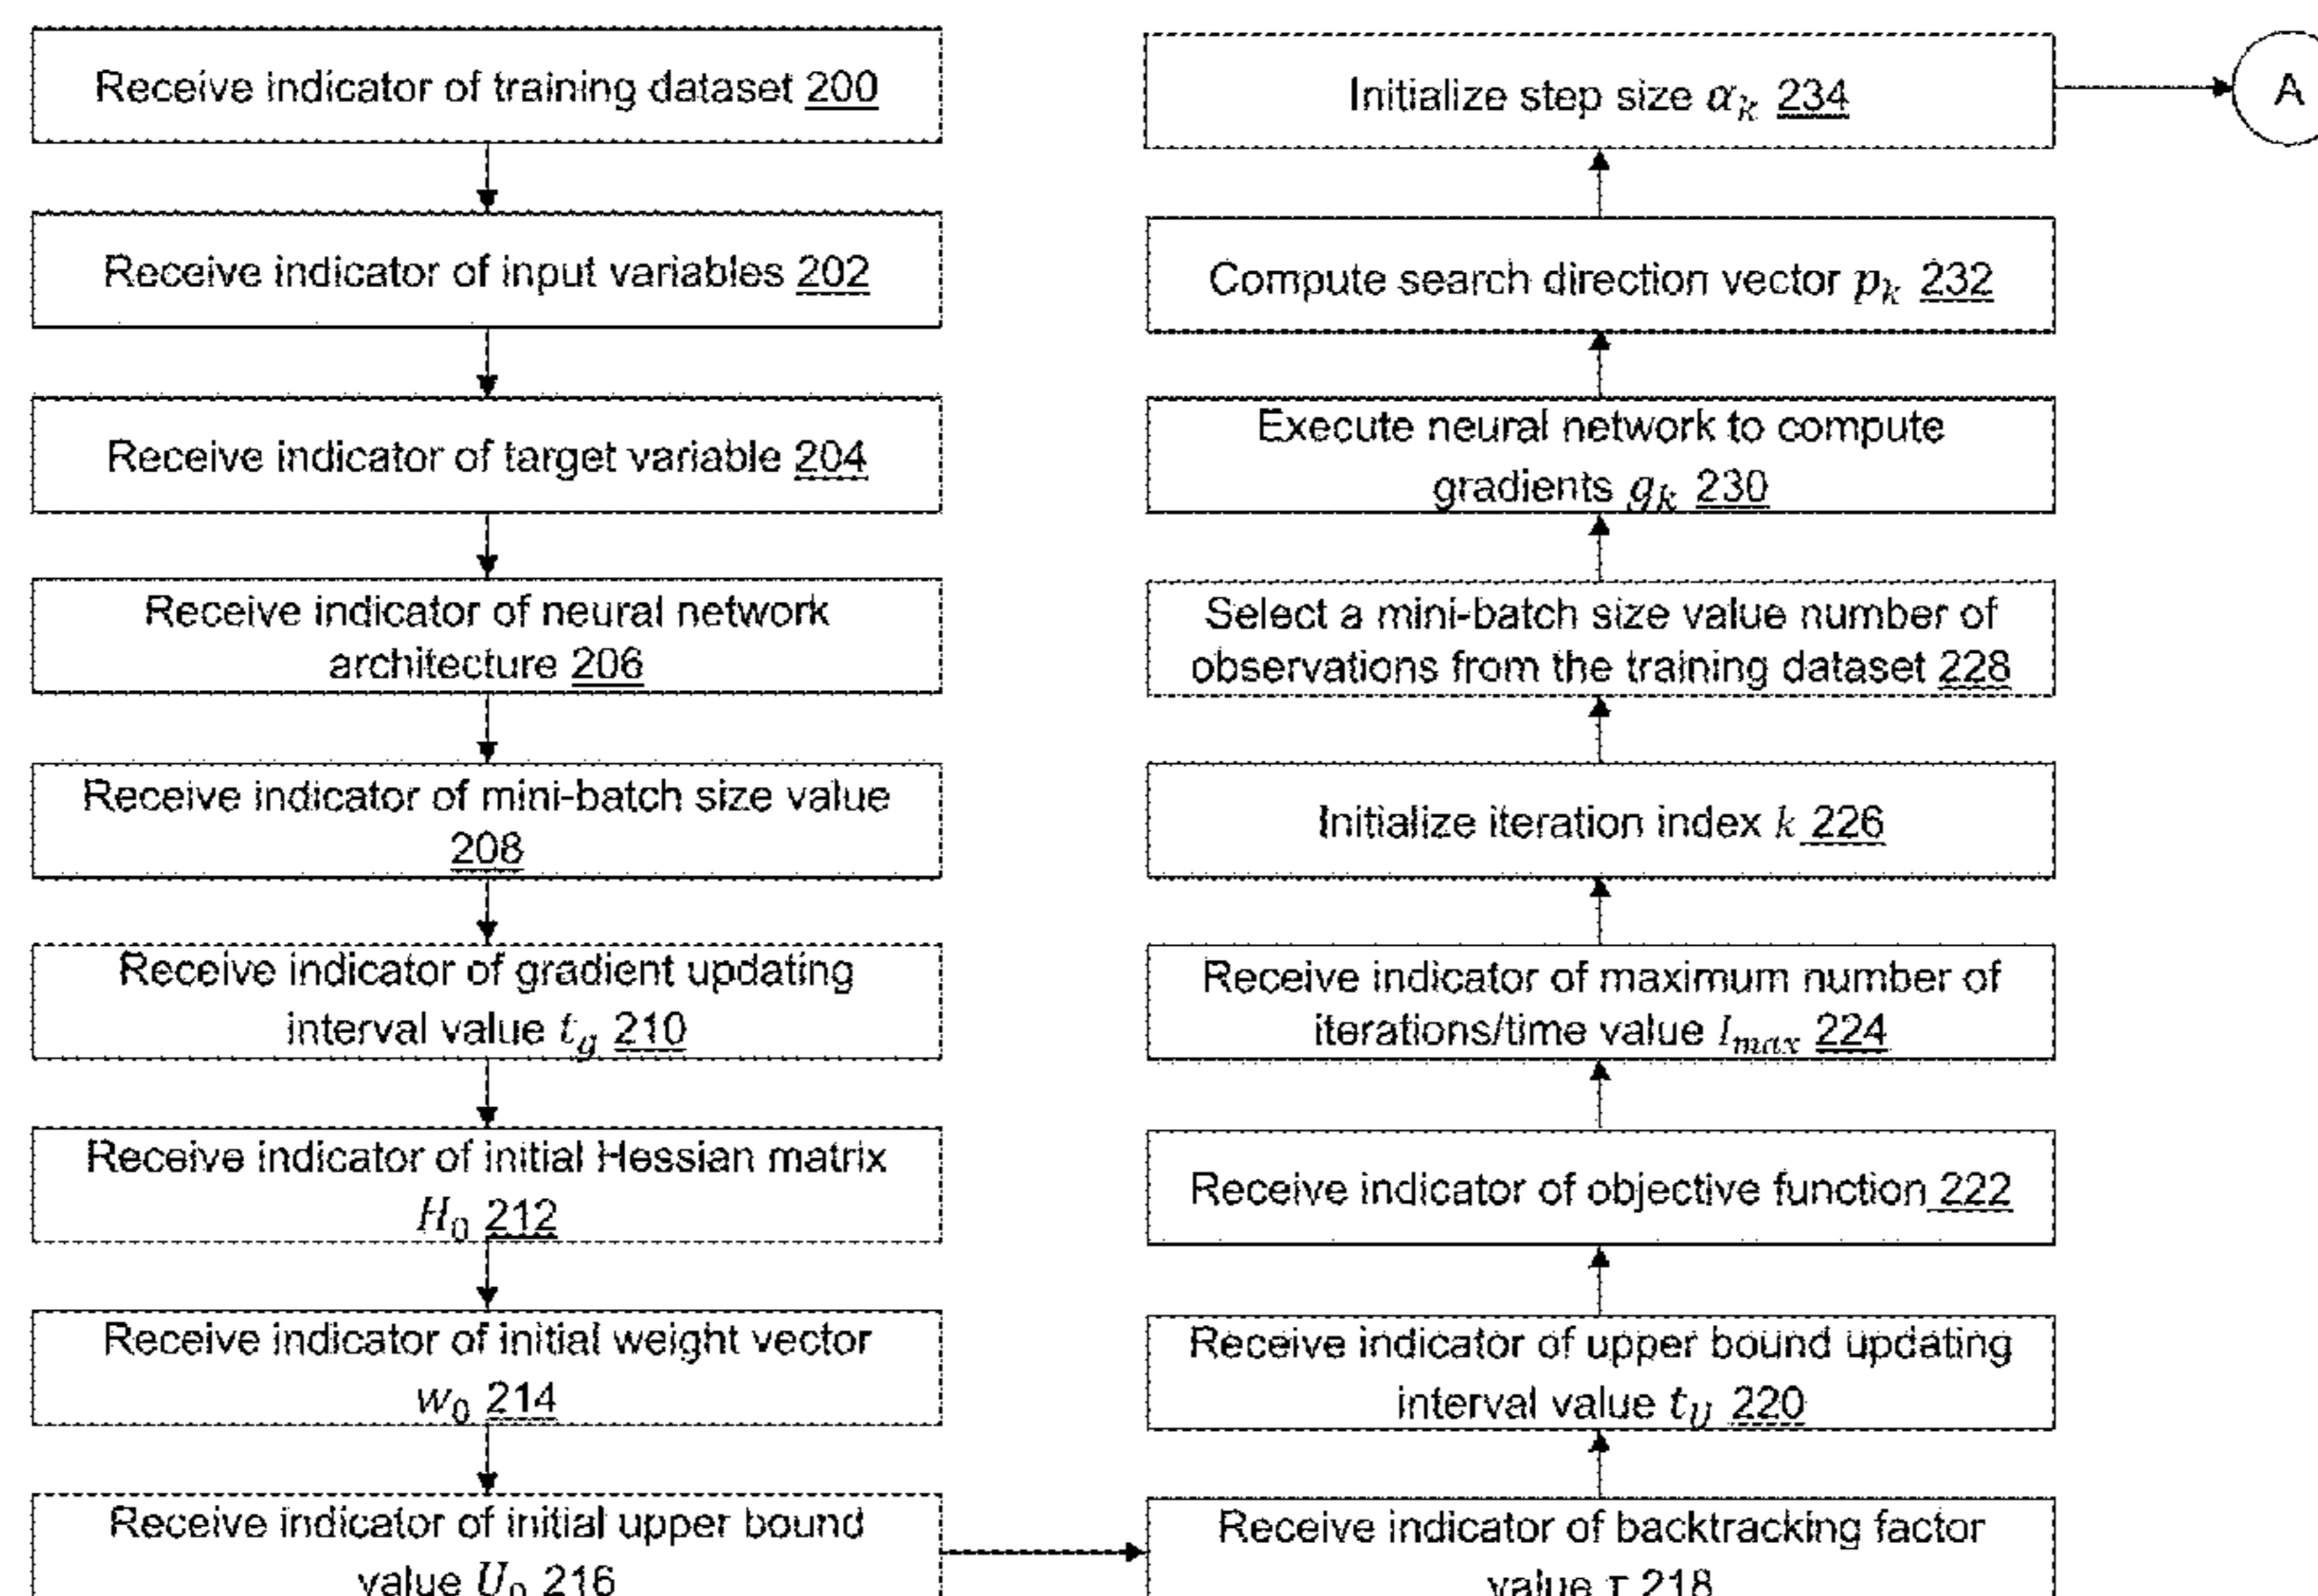 Receive indicator of training dataset 200
Receive indicator of input variables 202
Receive indicator of target variable 204
Receive indicator of neural network
architecture 206
Receive indicator of mini-batch size value
208
Receive indicator of gradient updating
interval value t_g 210
Receive indicator of initial Hessian matrix
H_0 212
Receive indicator of initial weight vector
w_0 214
Receive indicator of initial upper bound
value U_0 216
Receive indicator of backtracking factor
value τ 218
Receive indicator of upper bound updating
interval value t_U 220
Receive indicator of objective function 222
Receive indicator of maximum number of
iterations/time value I_max 224
Initialize iteration index k 226
Select a mini-batch size value number of
observations from the training dataset 228
Execute neural network to compute
gradients g_k 230
Compute search direction vector p_k 232
Initialize step size α_k 234
A